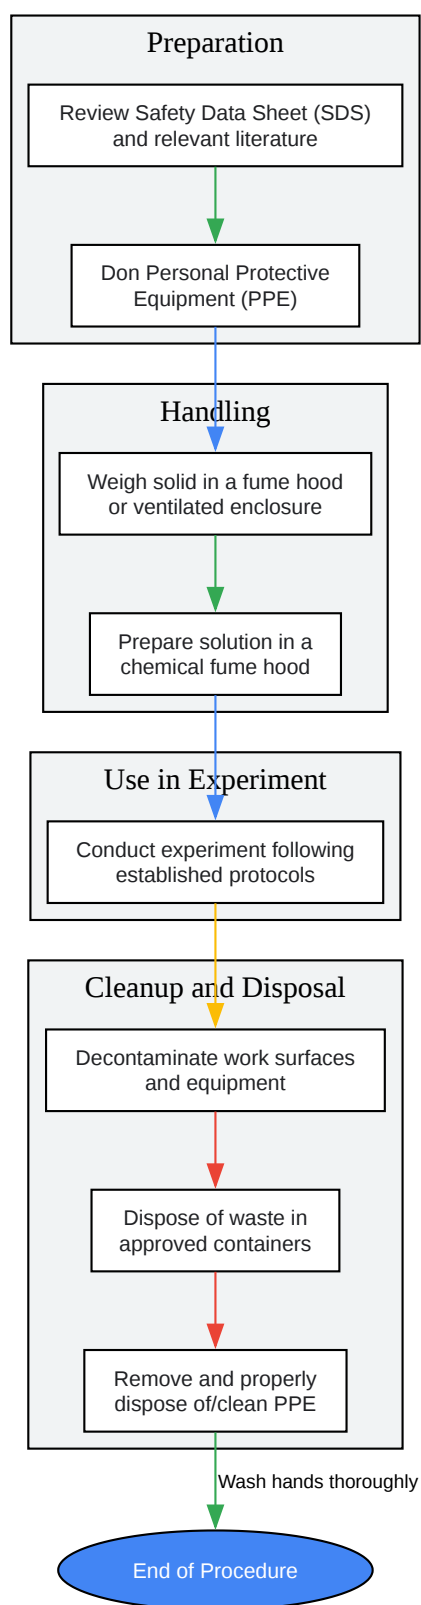 Preparation
Review Safety Data Sheet (SDS)
and relevant literature
Don Personal Protective
Equipment (PPE)
Handling
Weigh solid in a fume hood
or ventilated enclosure
Prepare solution in a
chemical fume hood
Use in Experiment
Conduct experiment following
established protocols
Cleanup and Disposal
Decontaminate work surfaces
and equipment
Dispose of waste in
approved containers
Remove and properly
dispose of/clean PPE
Wash hands thoroughly
End of Procedure